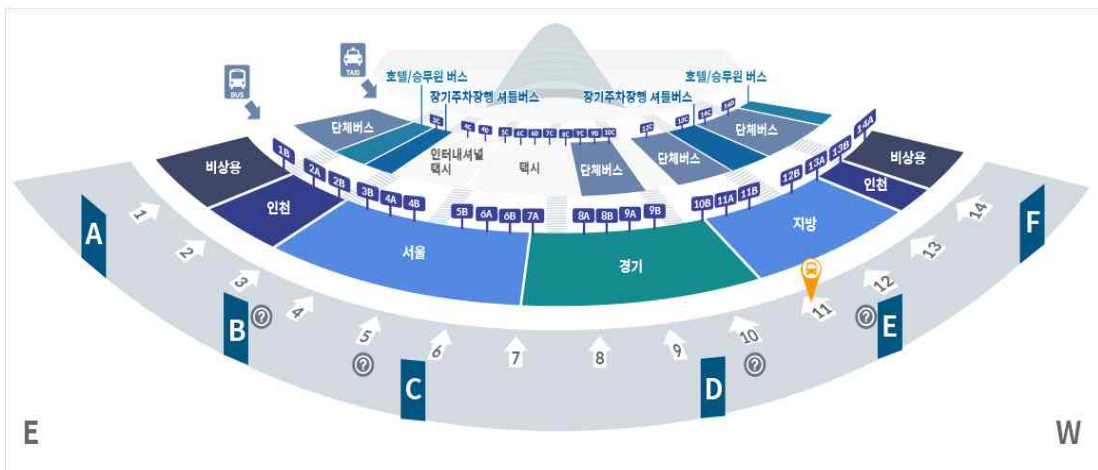 호텔/승무원 버스
호텔/승무원 버스
TAXI
BUS
장기주차장행 셔틀버스
장기주차장행 셔틀버스
3C
4C
4D
5C
6C
6D
7C
8C
9C
9D
10C
12C
13C
14C
14D
단체버스
인터내셔널
택시
택시
단체버스
단체버스
단체버스
비상용
인천
서울
경기
지방
인천
비상용
1B
2A
2B
3B
4A
4B
5B
6A
6B
7A
8A
8B
9A
9B
10B
11A
11B
12B
13A
13B
14A
A
B
C
D
E
F
1
2
3
4
5
6
7
8
9
10
11
12
13
14
?
?
?
?
E
W